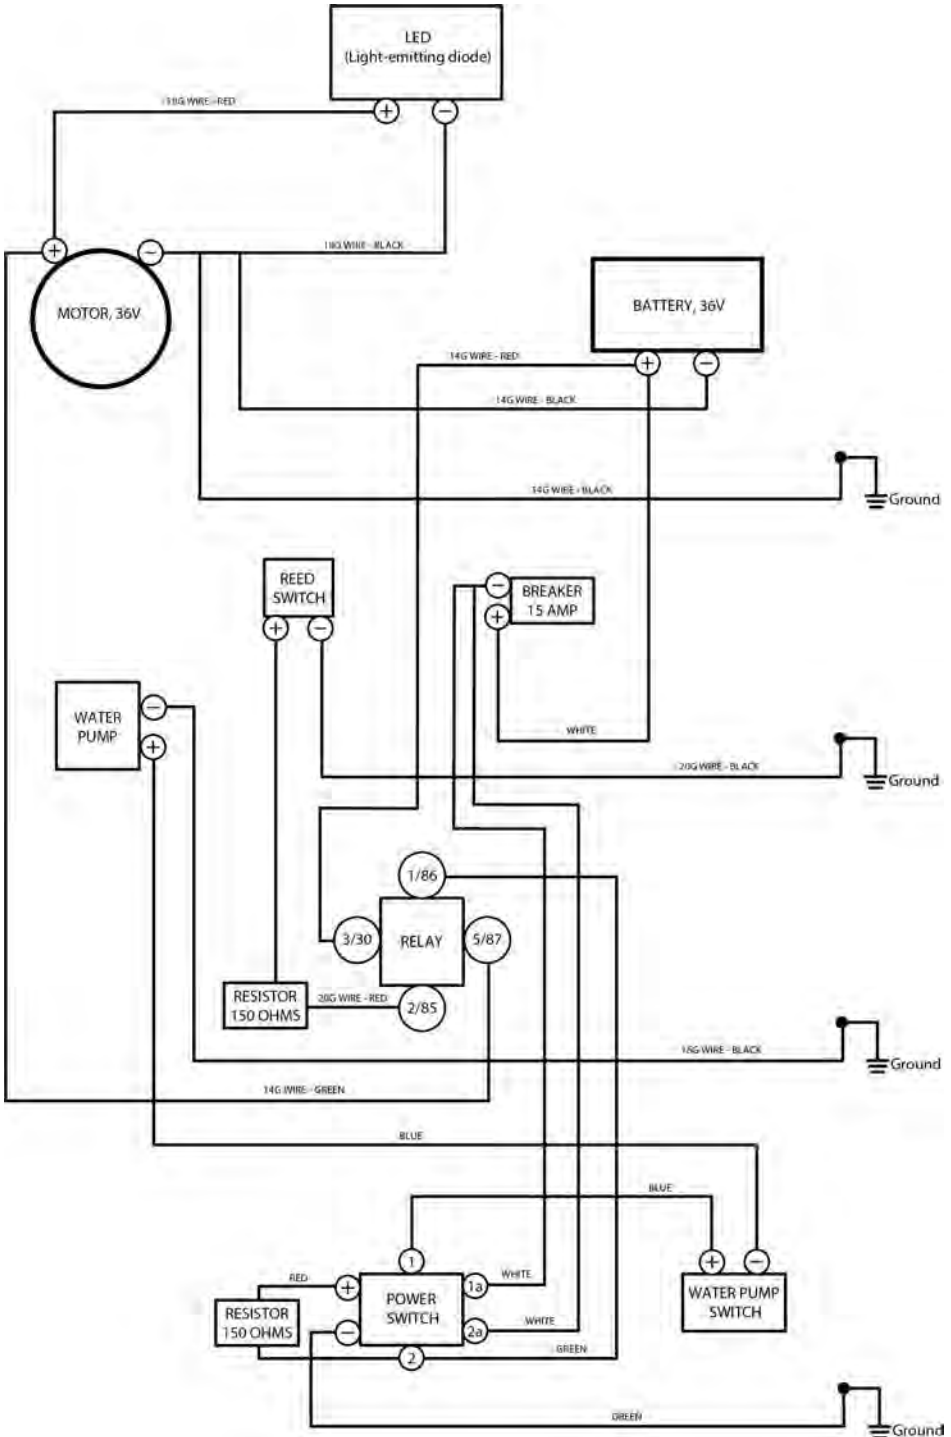 LED
(Light-emitting diode)
18G WIRE - RED
+
−
+
−
18G WIRE - BLACK
MOTOR, 36V
BATTERY, 36V
14G WIRE - RED
+
−
14G WIRE - BLACK
14G WIRE - BLACK
Ground
REED
SWITCH
+
−
−
+
BREAKER
15 AMP
WATER
PUMP
−
+
WHITE
20G WIRE - BLACK
Ground
1/86
3/30
RELAY
5/87
2/85
RESISTOR
150 OHMS
20G WIRE - RED
WIRE - BLACK
Ground
14G WIRE - GREEN
BLUE
BLUE
1
+
−
RED
+
POWER
SWITCH
1a
WHITE
WATER PUMP
SWITCH
RESISTOR
150 OHMS
−
2a
WHITE
2
GREEN
GREEN
Ground